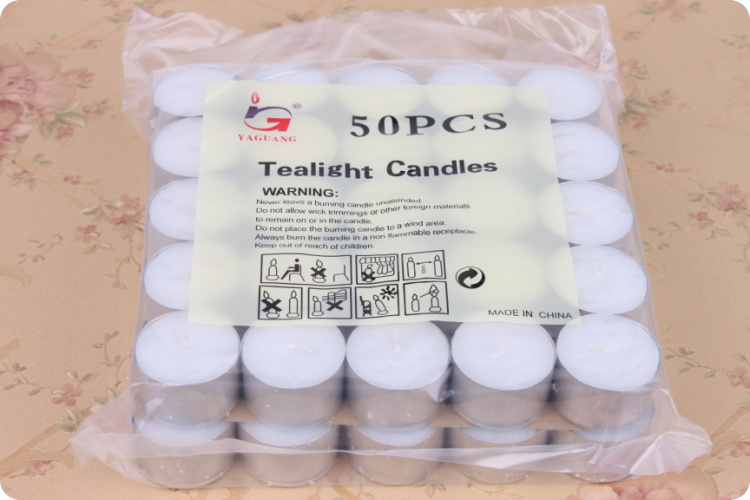 ®
YAGUANG
50PCS
Tealight Candles
WARNING:
Never leave a burning candle unattended.
Do not allow wick trimmings or other foreign materials
to remain on or in the candle.
Do not place the burning candle to a wind area.
Always burn the candle in a non flammable receptacle.
Keep out of reach of children.
MADE IN CHINA